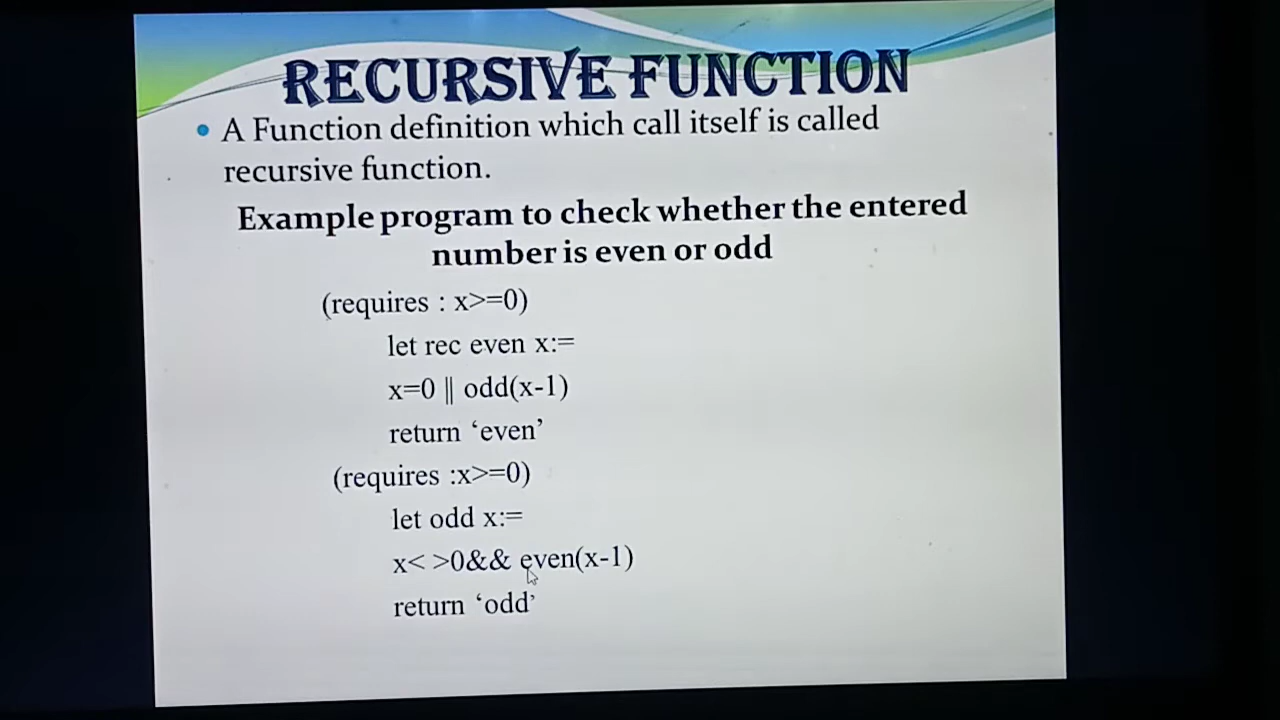 RECURSIVE FUNCTION
A Function definition which call itself is called
recursive function.
Example program to check whether the entered
number is even or odd
(requires : x>=0)
let rec even x:=
x=0 || odd(x-1)
return ‘even’
(requires :x>=0)
let odd x:=
x< >0&& even(x-1)
return ‘odd’